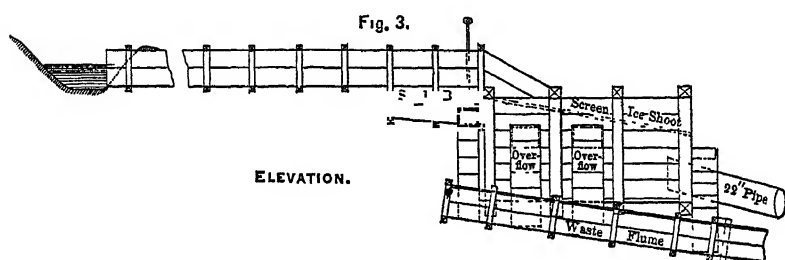 Fig. 3.
Screen
Ice-Shoot
Over-
flow
Over-
flow
22" Pipe
ELEVATION.
Waste Flume